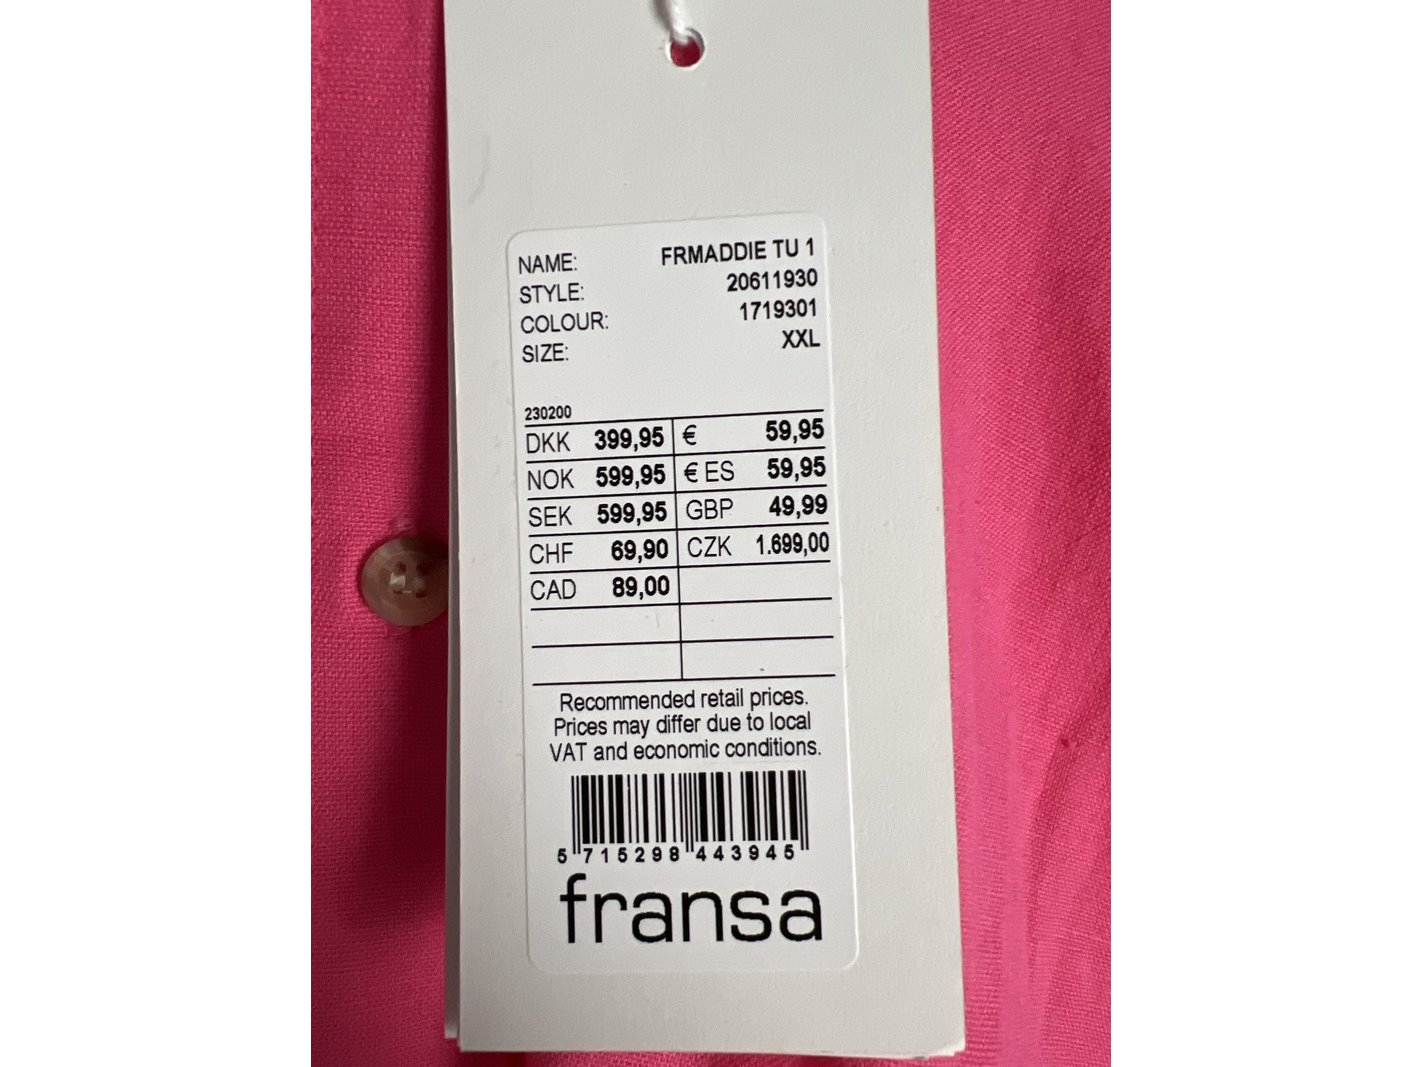 NAME: FRMADDIE TU 1
STYLE: 20611930
COLOUR: 1719301
SIZE: XXL
230200
DKK 399,95 € 59,95
NOK 599,95 € ES 59,95
SEK 599,95 GBP 49,99
CHF 69,90 CZK 1.699,00
CAD 89,00
Recommended retail prices.
Prices may differ due to local
VAT and economic conditions.
5 715298 443945
fransa